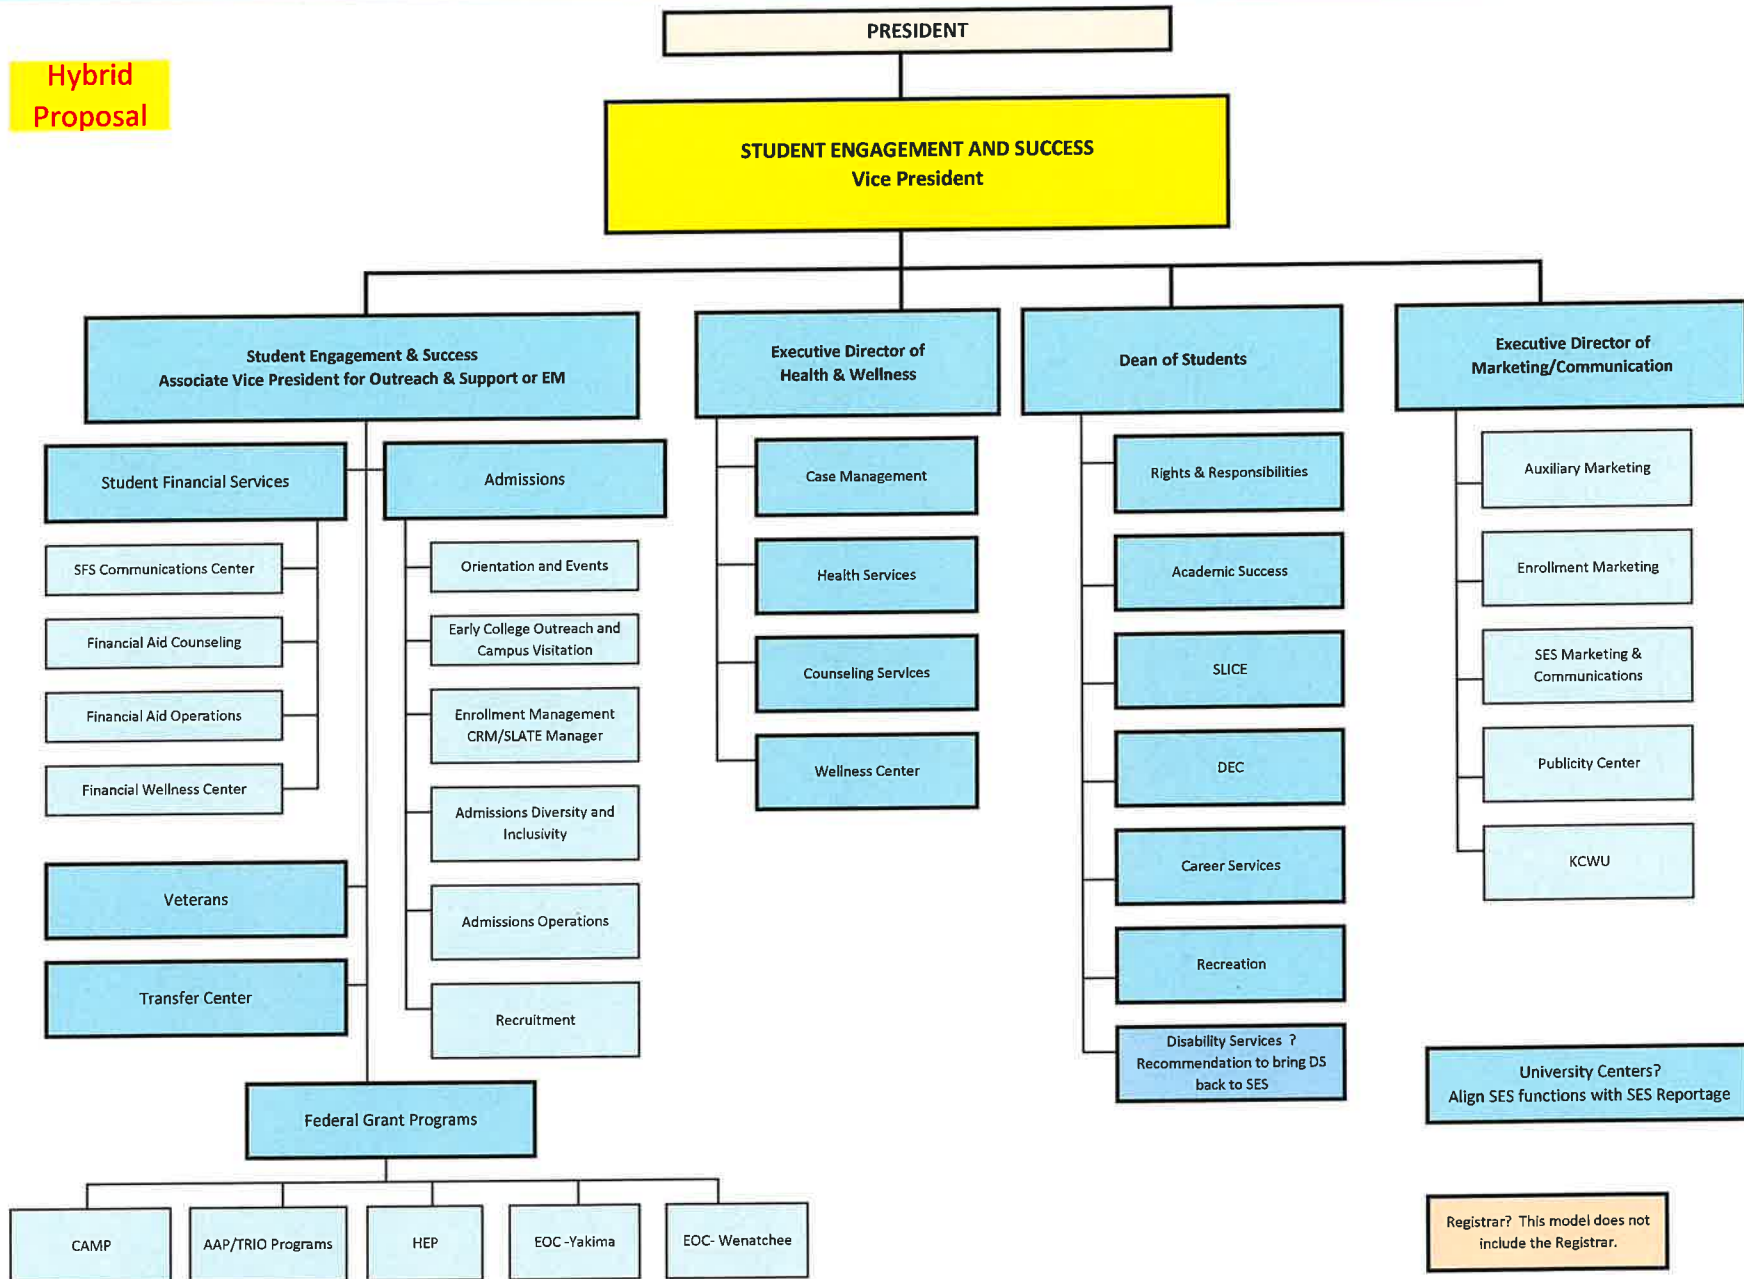 PRESIDENT
Hybrid
Proposal
STUDENT ENGAGEMENT AND SUCCESS
Vice President
Student Engagement & Success
Associate Vice President for Outreach & Support or EM
Executive Director of
Health & Wellness
Dean of Students
Executive Director of
Marketing/Communication
Student Financial Services
SFS Communications Center
Financial Aid Counseling
Financial Aid Operations
Financial Wellness Center
Veterans
Transfer Center
Admissions
Orientation and Events
Early College Outreach and
Campus Visitation
Enrollment Management
CRM/SLATE Manager
Admissions Diversity and
Inclusivity
Admissions Operations
Recruitment
Federal Grant Programs
CAMP
AAP/TRIO Programs
HEP
EOC -Yakima
EOC- Wenatchee
Case Management
Health Services
Counseling Services
Wellness Center
Rights & Responsibilities
Academic Success
SLICE
DEC
Career Services
Recreation
Disability Services ?
Recommendation to bring DS
back to SES
Auxiliary Marketing
Enrollment Marketing
SES Marketing &
Communications
Publicity Center
KCWU
University Centers?
Align SES functions with SES Reportage
Registrar? This model does not
include the Registrar.